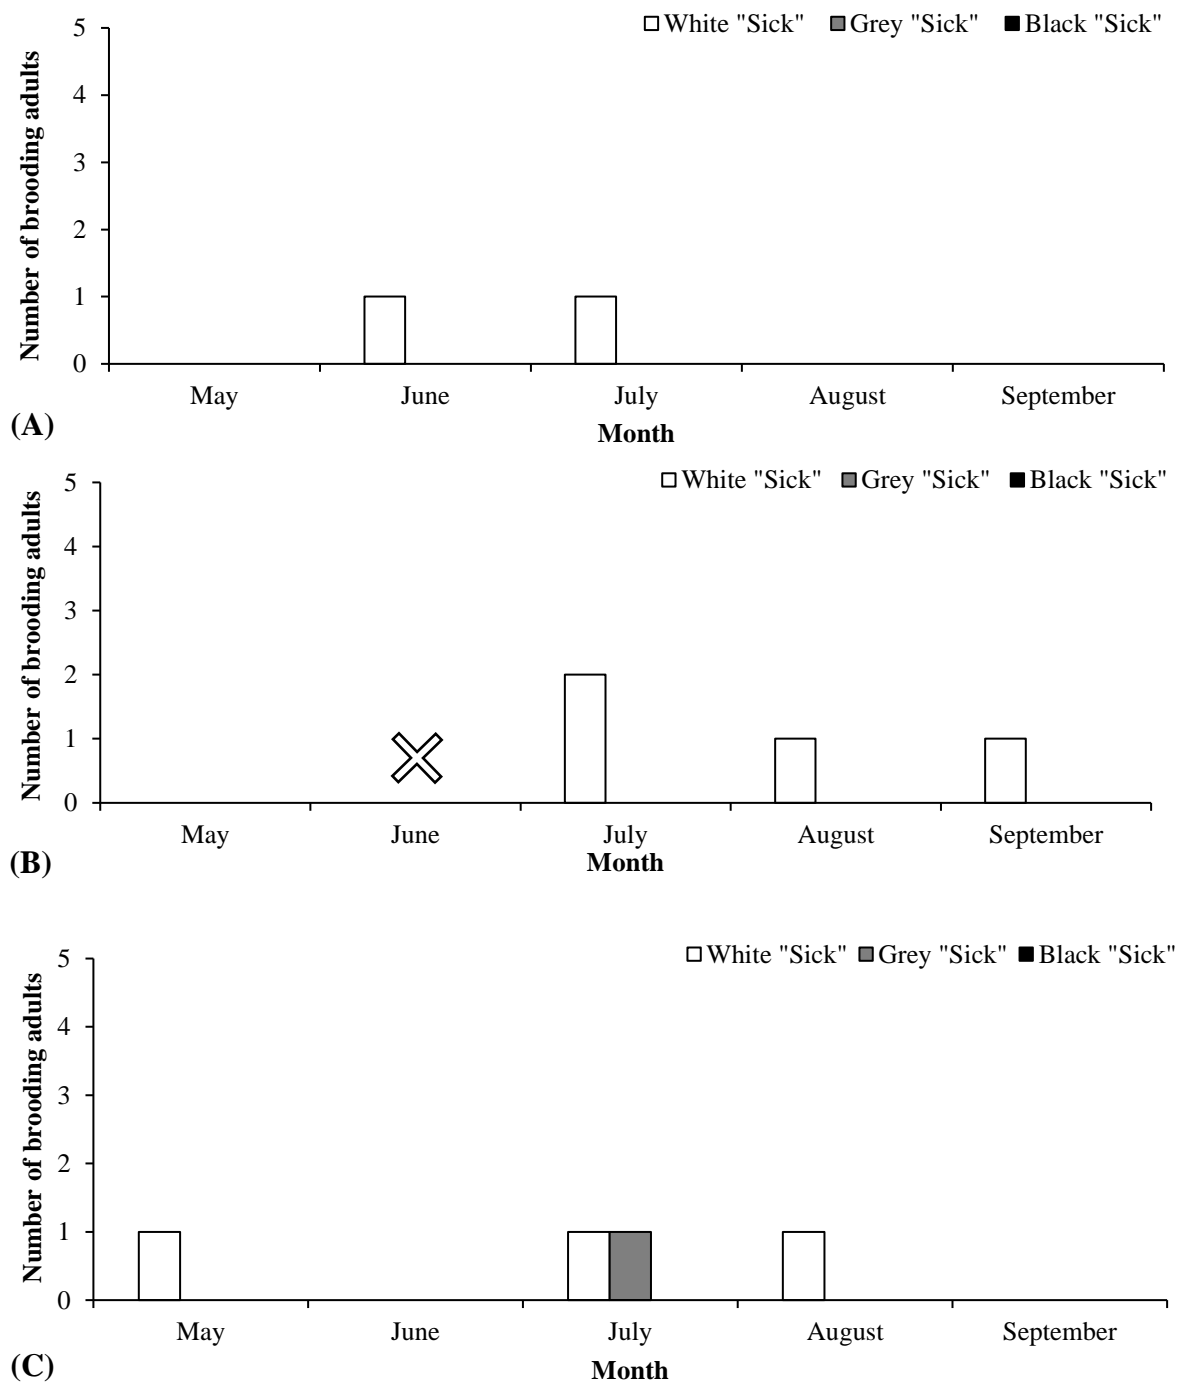 White "Sick" Grey "Sick" Black "Sick"
Number of brooding adults
5
4
3
2
1
0
May June July August September
(A)
Month
White "Sick" Grey "Sick" Black "Sick"
Number of brooding adults
5
4
3
2
1
0
May June July August September
(B)
Month
White "Sick" Grey "Sick" Black "Sick"
Number of brooding adults
5
4
3
2
1
0
May June July August September
(C)
Month